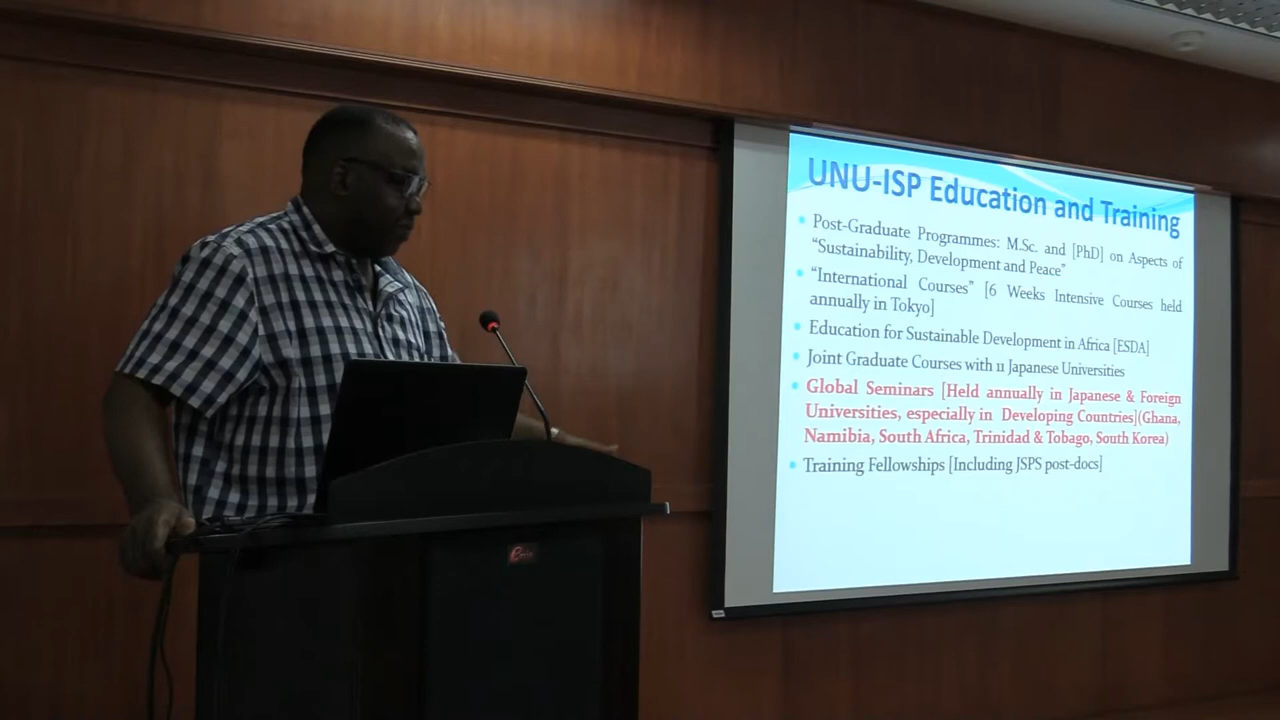 UNU-ISP Education and Training
Post-Graduate Programmes: M.Sc. and [PhD] on Aspects of
“Sustainability, Development and Peace”
“International Courses” [6 Weeks Intensive Courses held
annually in Tokyo]
Education for Sustainable Development in Africa [ESDA]
Joint Graduate Courses with 11 Japanese Universities
Global Seminars [Held annually in Japanese & Foreign
Universities, especially in Developing Countries](Ghana,
Namibia, South Africa, Trinidad & Tobago, South Korea)
Training Fellowships [Including JSPS post-docs]